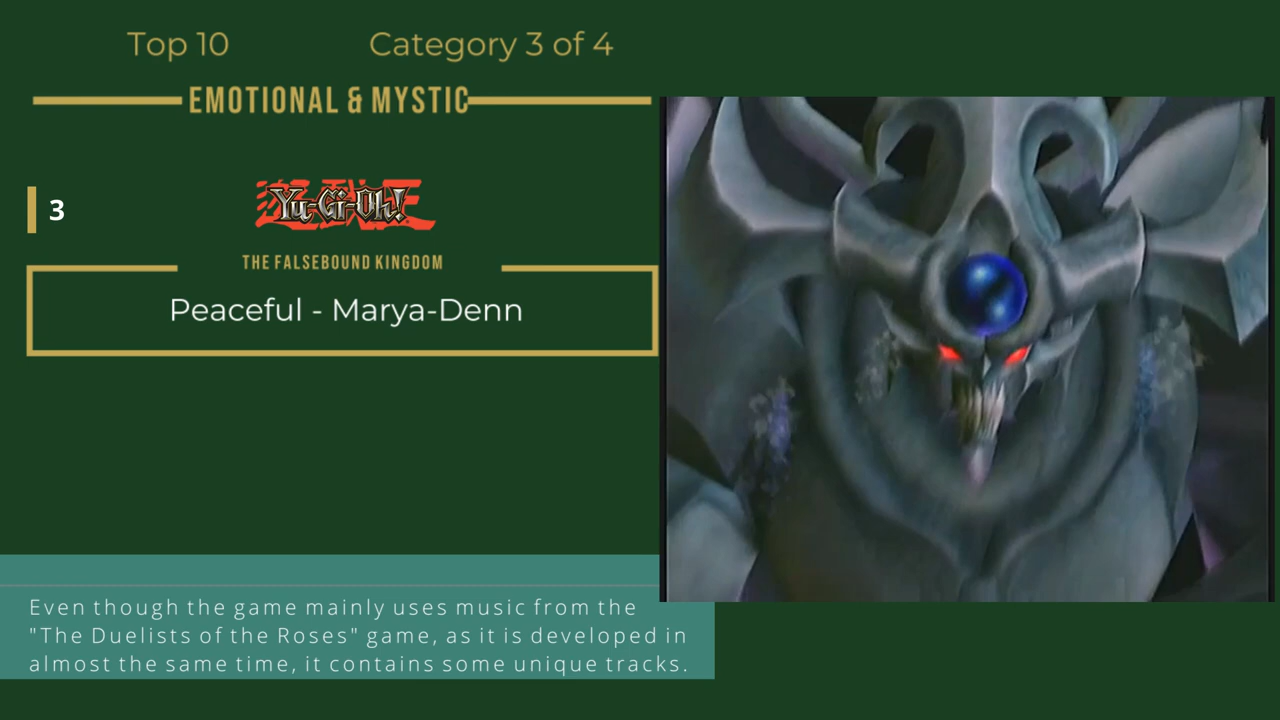 Top 10
Category 3 of 4
EMOTIONAL & MYSTIC
3
Yu-Gi-Oh!
THE FALSEBOUND KINGDOM
Peaceful - Marya-Denn
Even though the game mainly uses music from the
"The Duelists of the Roses" game, as it is developed in
almost the same time, it contains some unique tracks.